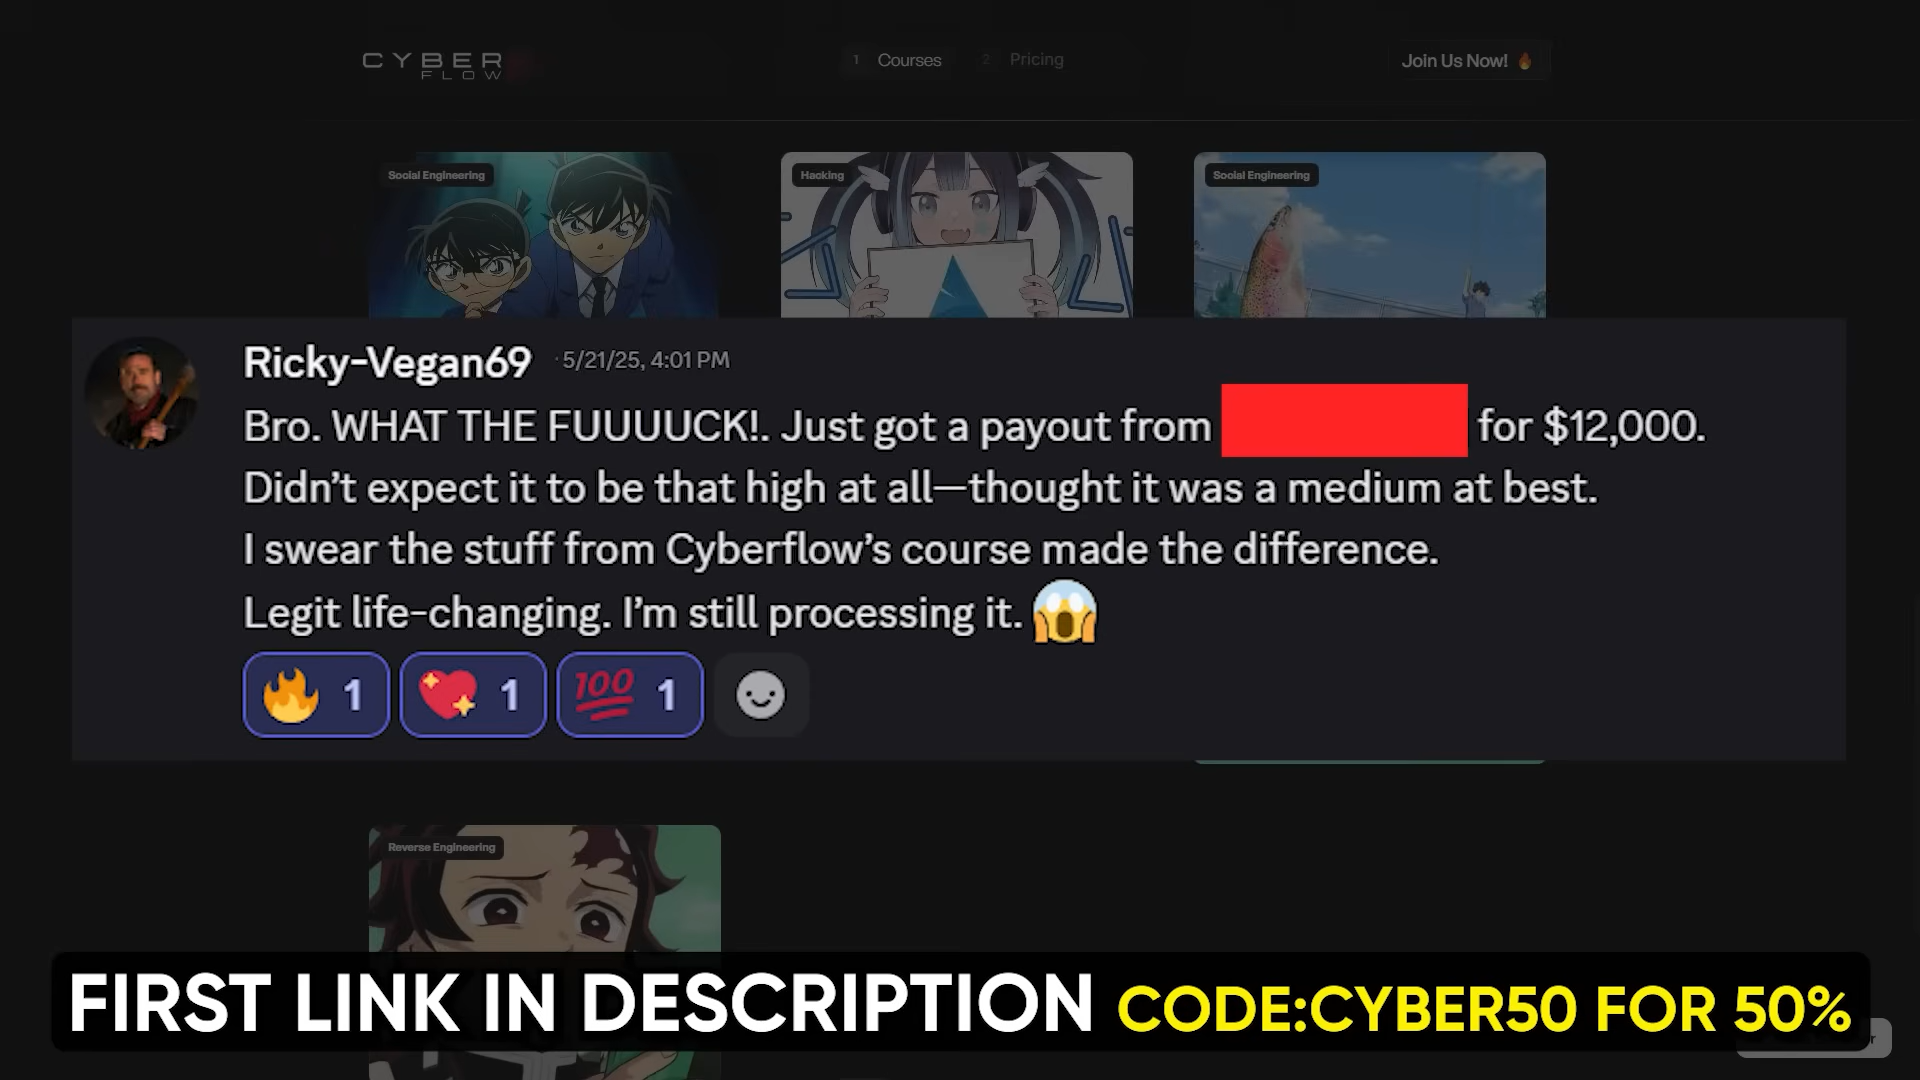 CYBER
FLOW
1 Courses 2 Pricing
Join Us Now! 🔥
Social Engineering
Hacking
Social Engineering
Ricky-Vegan69 · 5/21/25, 4:01 PM
Bro. WHAT THE FUUUUCK!. Just got a payout from for $12,000.
Didn't expect it to be that high at all—thought it was a medium at best.
I swear the stuff from Cyberflow's course made the difference.
Legit life-changing. I'm still processing it. 😱
🔥 1 💖 1 💯 1
Reverse Engineering
FIRST LINK IN DESCRIPTION CODE:CYBER50 FOR 50%